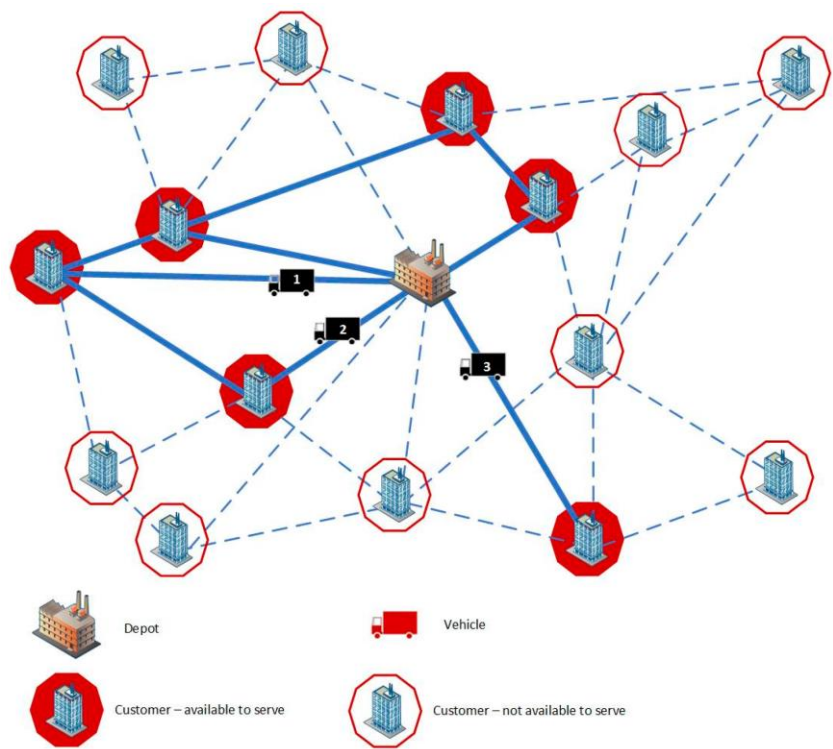 1
2
3
Depot
Vehicle
Customer – available to serve
Customer – not available to serve